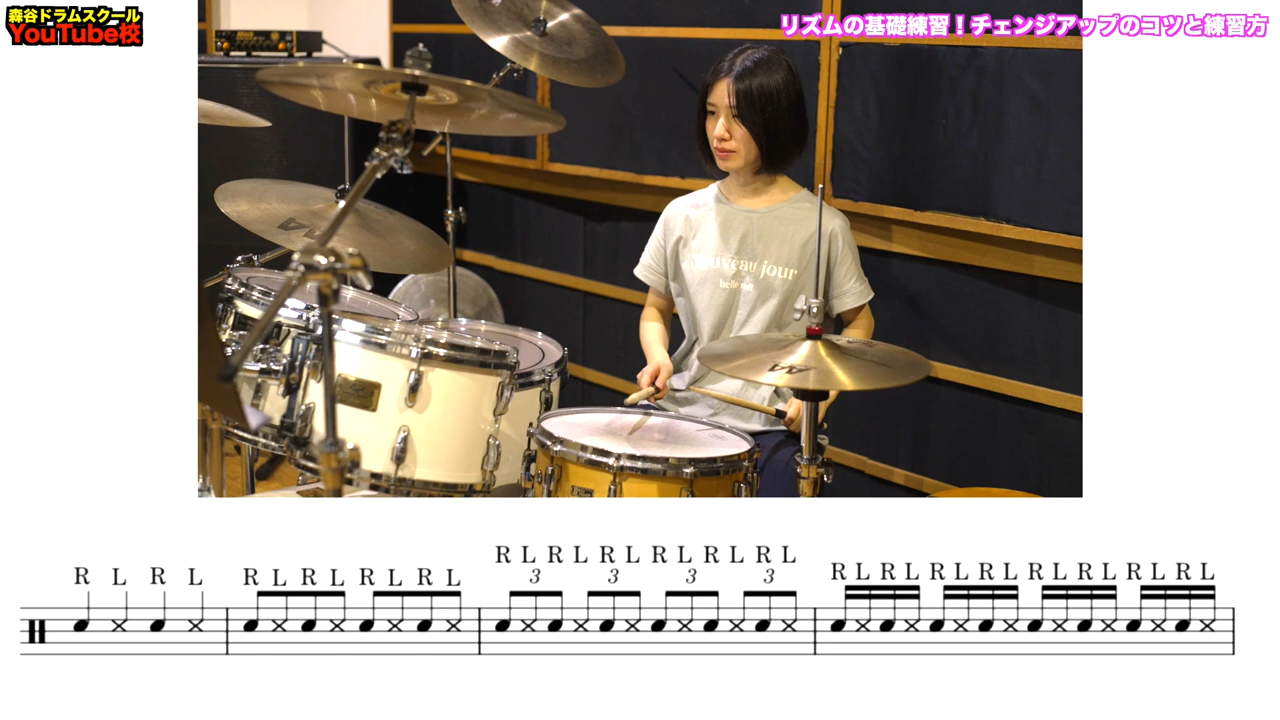 森谷ドラムスクール
YouTube校
リズムの基礎練習！チェンジアップのコツと練習方
nouveau jour
R L R L R L R L R L R L
R L R L R L R L R L R L R L R L R L R L R L R L
3 3 3 3